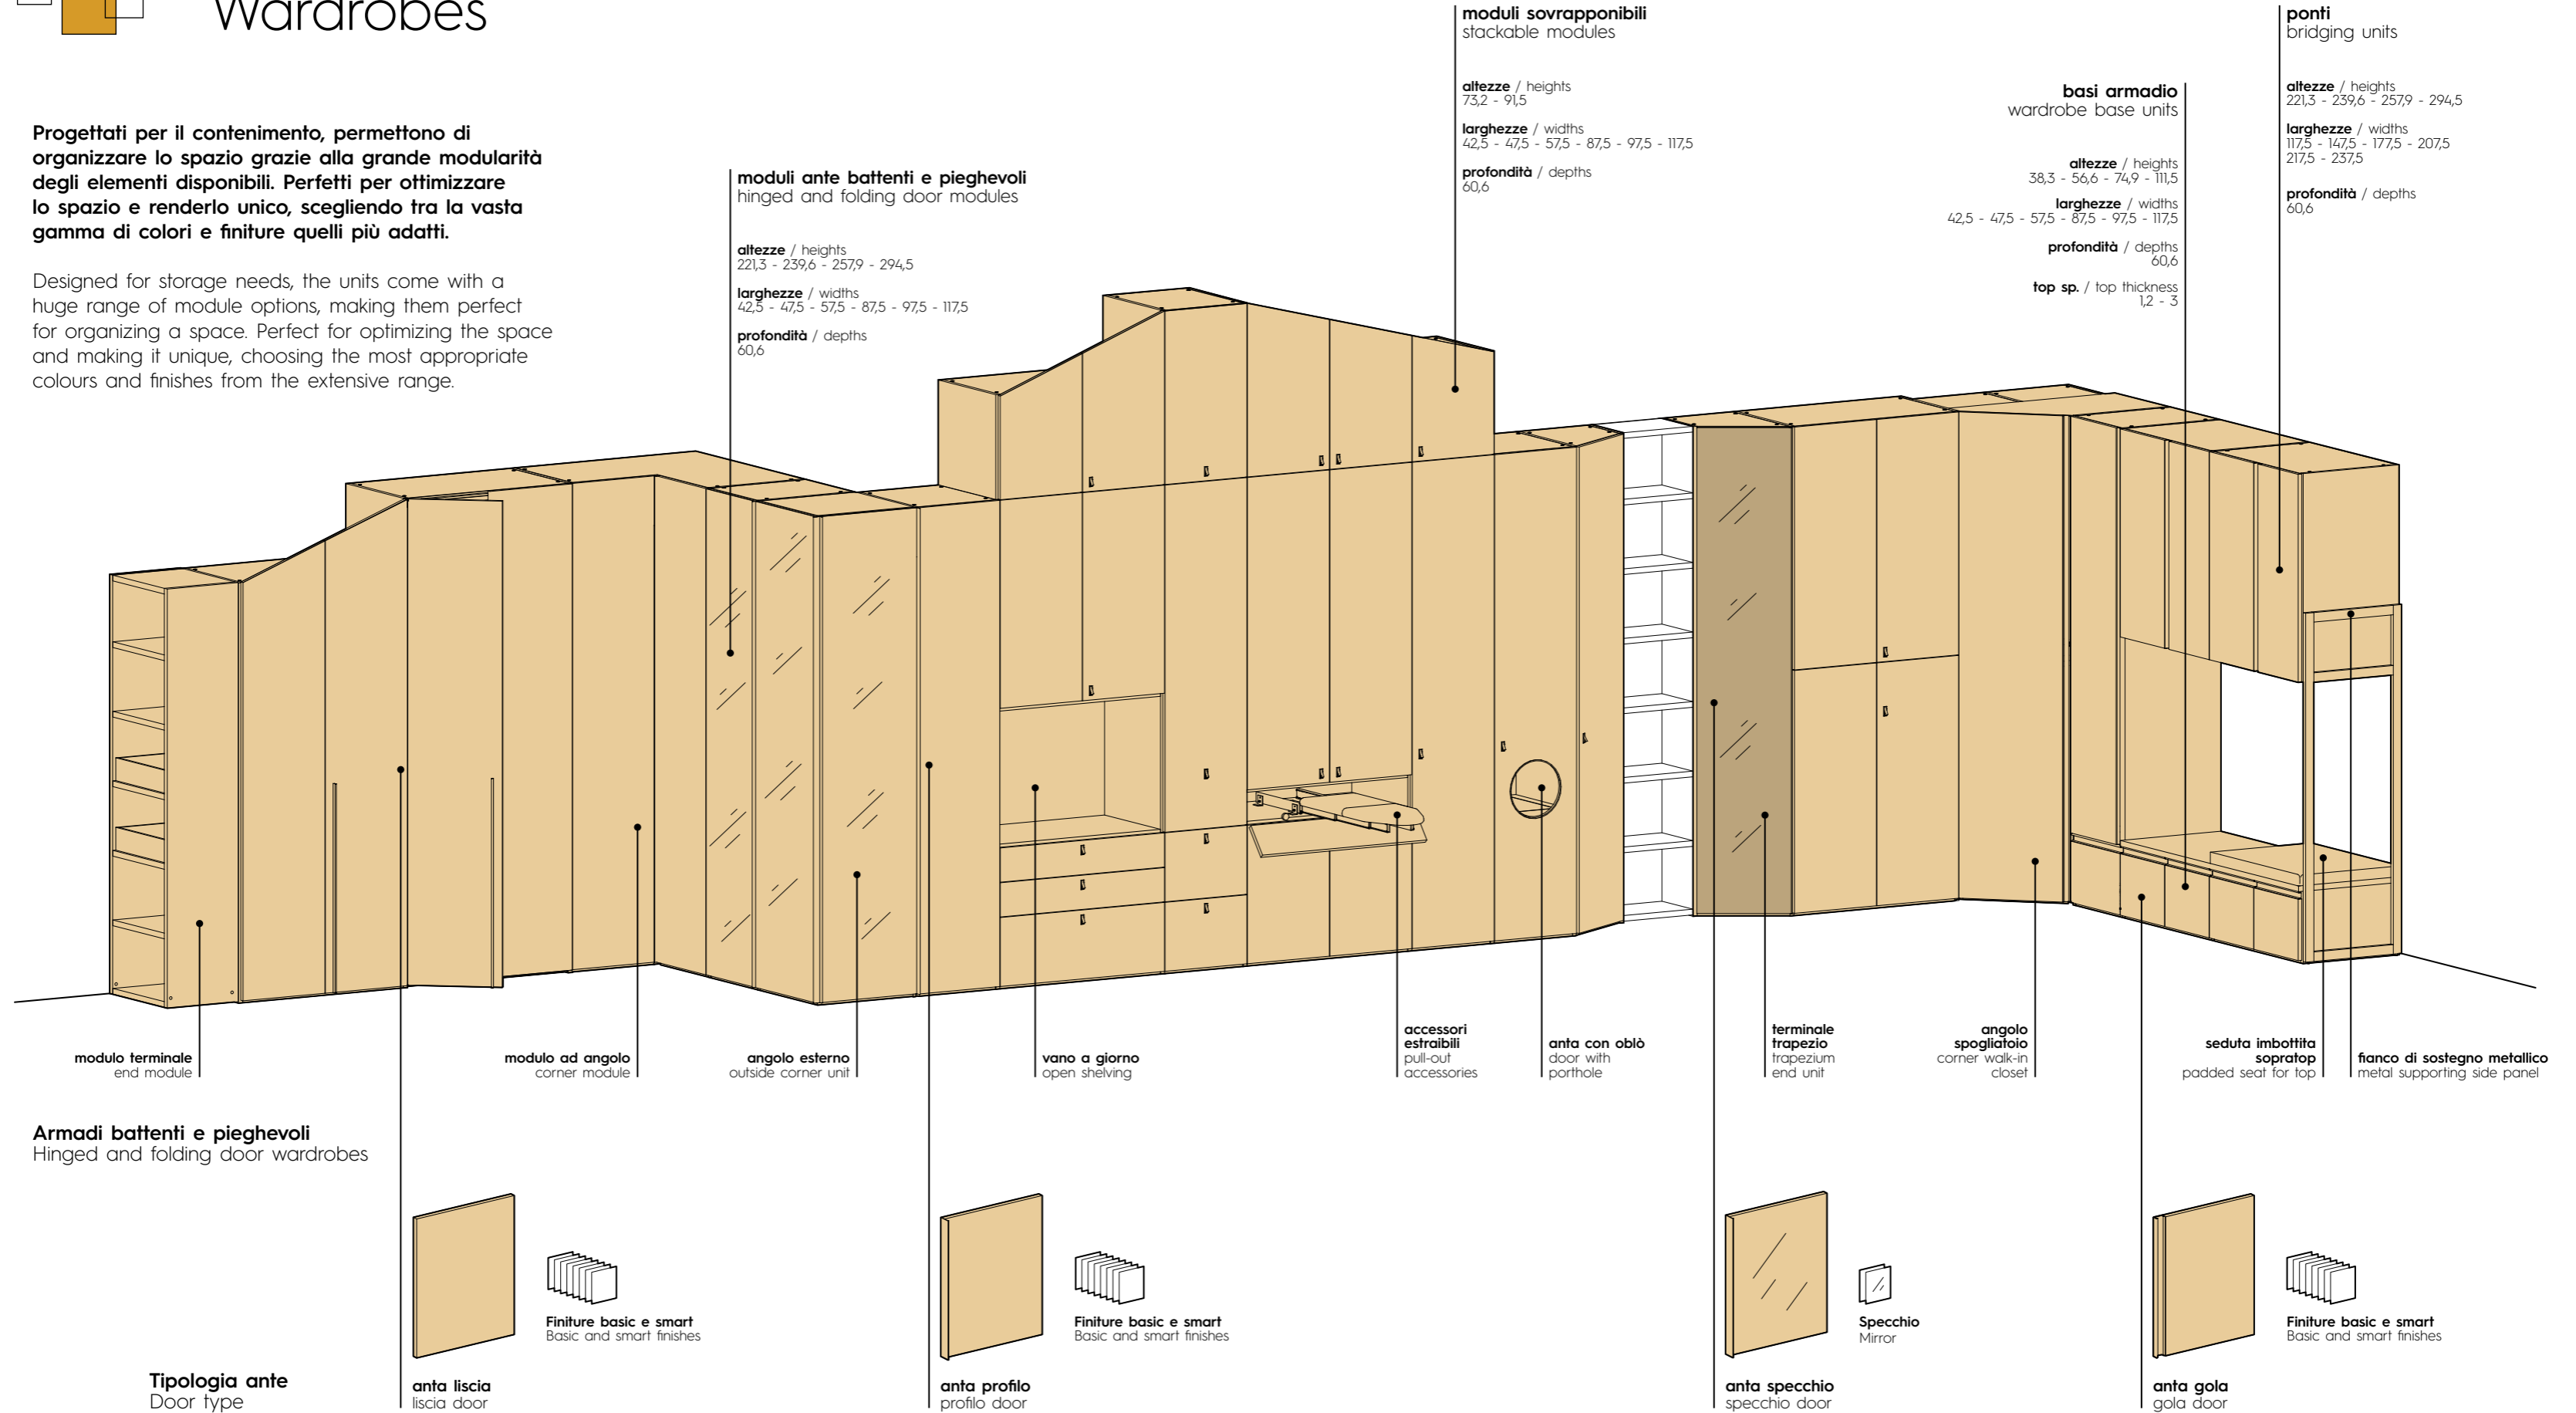 Wardrobes
Progettati per il contenimento, permettono di
organizzare lo spazio grazie alla grande modularità
degli elementi disponibili. Perfetti per ottimizzare
lo spazio e renderlo unico, scegliendo tra la vasta
gamma di colori e finiture quelli più adatti.
Designed for storage needs, the units come with a
huge range of module options, making them perfect
for organizing a space. Perfect for optimizing the space
and making it unique, choosing the most appropriate
colours and finishes from the extensive range.
moduli ante battenti e pieghevoli
hinged and folding door modules
altezze / heights
221,3 - 239,6 - 257,9 - 294,5
larghezze / widths
42,5 - 47,5 - 57,5 - 87,5 - 97,5 - 117,5
profondità / depths
60,6
moduli sovrapponibili
stackable modules
altezze / heights
73,2 - 91,5
larghezze / widths
42,5 - 47,5 - 57,5 - 87,5 - 97,5 - 117,5
profondità / depths
60,6
basi armadio
wardrobe base units
altezze / heights
38,3 - 56,6 - 74,9 - 111,5
larghezze / widths
42,5 - 47,5 - 57,5 - 87,5 - 97,5 - 117,5
profondità / depths
60,6
top sp. / top thickness
1,2 - 3
ponti
bridging units
altezze / heights
221,3 - 239,6 - 257,9 - 294,5
larghezze / widths
117,5 - 147,5 - 177,5 - 207,5
217,5 - 237,5
profondità / depths
60,6
modulo terminale
end module
modulo ad angolo
corner module
angolo esterno
outside corner unit
vano a giorno
open shelving
accessori
estraibili
pull-out
accessories
anta con oblò
door with
porthole
terminale
trapezio
trapezium
end unit
angolo
spogliatoio
corner walk-in
closet
seduta imbottita
sopratop
padded seat for top
fianco di sostegno metallico
metal supporting side panel
Armadi battenti e pieghevoli
Hinged and folding door wardrobes
Finiture basic e smart
Basic and smart finishes
Finiture basic e smart
Basic and smart finishes
Specchio
Mirror
Finiture basic e smart
Basic and smart finishes
Tipologia ante
Door type
anta liscia
liscia door
anta profilo
profilo door
anta specchio
specchio door
anta gola
gola door